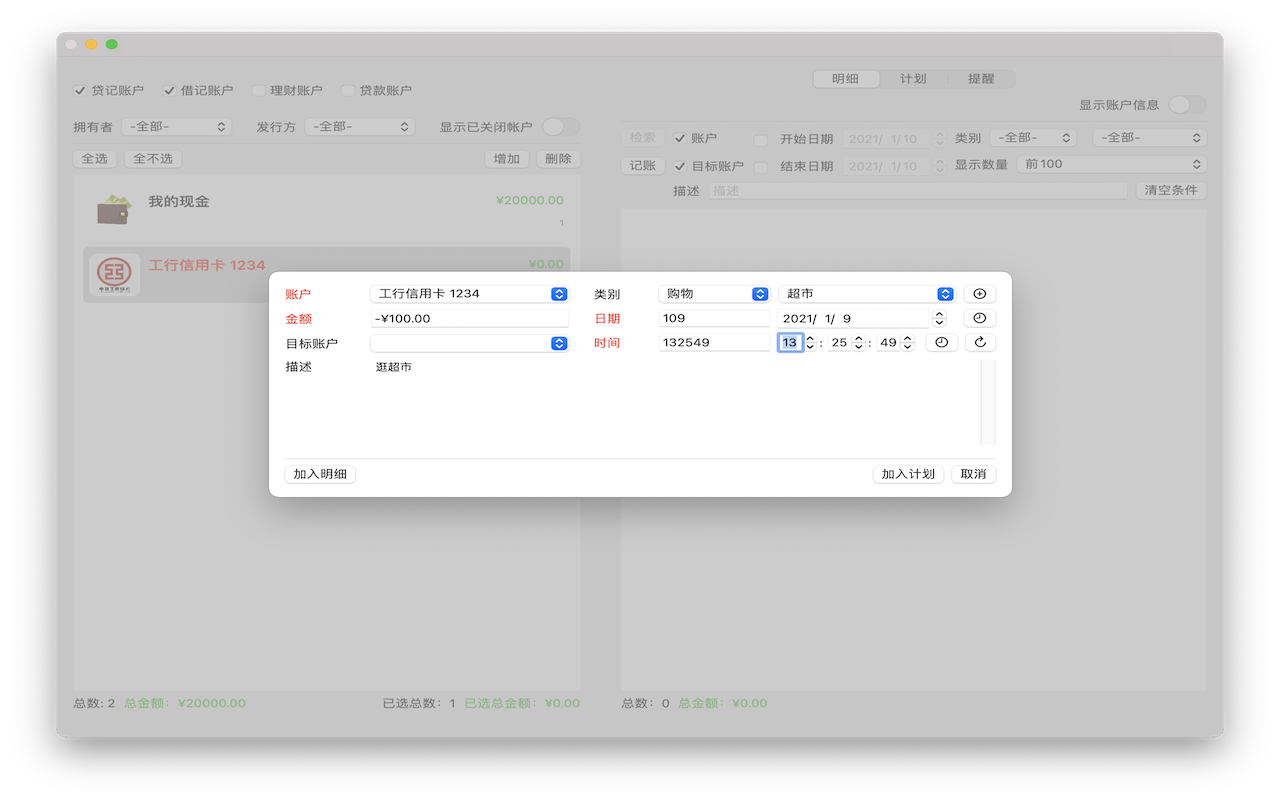 贷记账户 借记账户 理财账户 贷款账户
拥有者 -全部- 发行方 -全部- 显示已关闭帐户
全选 全不选 增加 删除
我的现金 ¥20000.00
1
工行信用卡 1234 ¥0.00
明细 计划 提醒
显示账户信息
检索 账户 开始日期 2021/ 1/10 类别 -全部- -全部-
记账 目标账户 结束日期 2021/ 1/10 显示数量 前100
描述 描述 清空条件
账户 工行信用卡 1234 类别 购物 超市
金额 -¥100.00 日期 109 2021/ 1/ 9
目标账户 时间 132549 13 : 25 : 49
描述 逛超市
加入明细 加入计划 取消
总数: 2 总金额: ¥20000.00 已选总数: 1 已选总金额: ¥0.00
总数: 0 总金额: ¥0.00